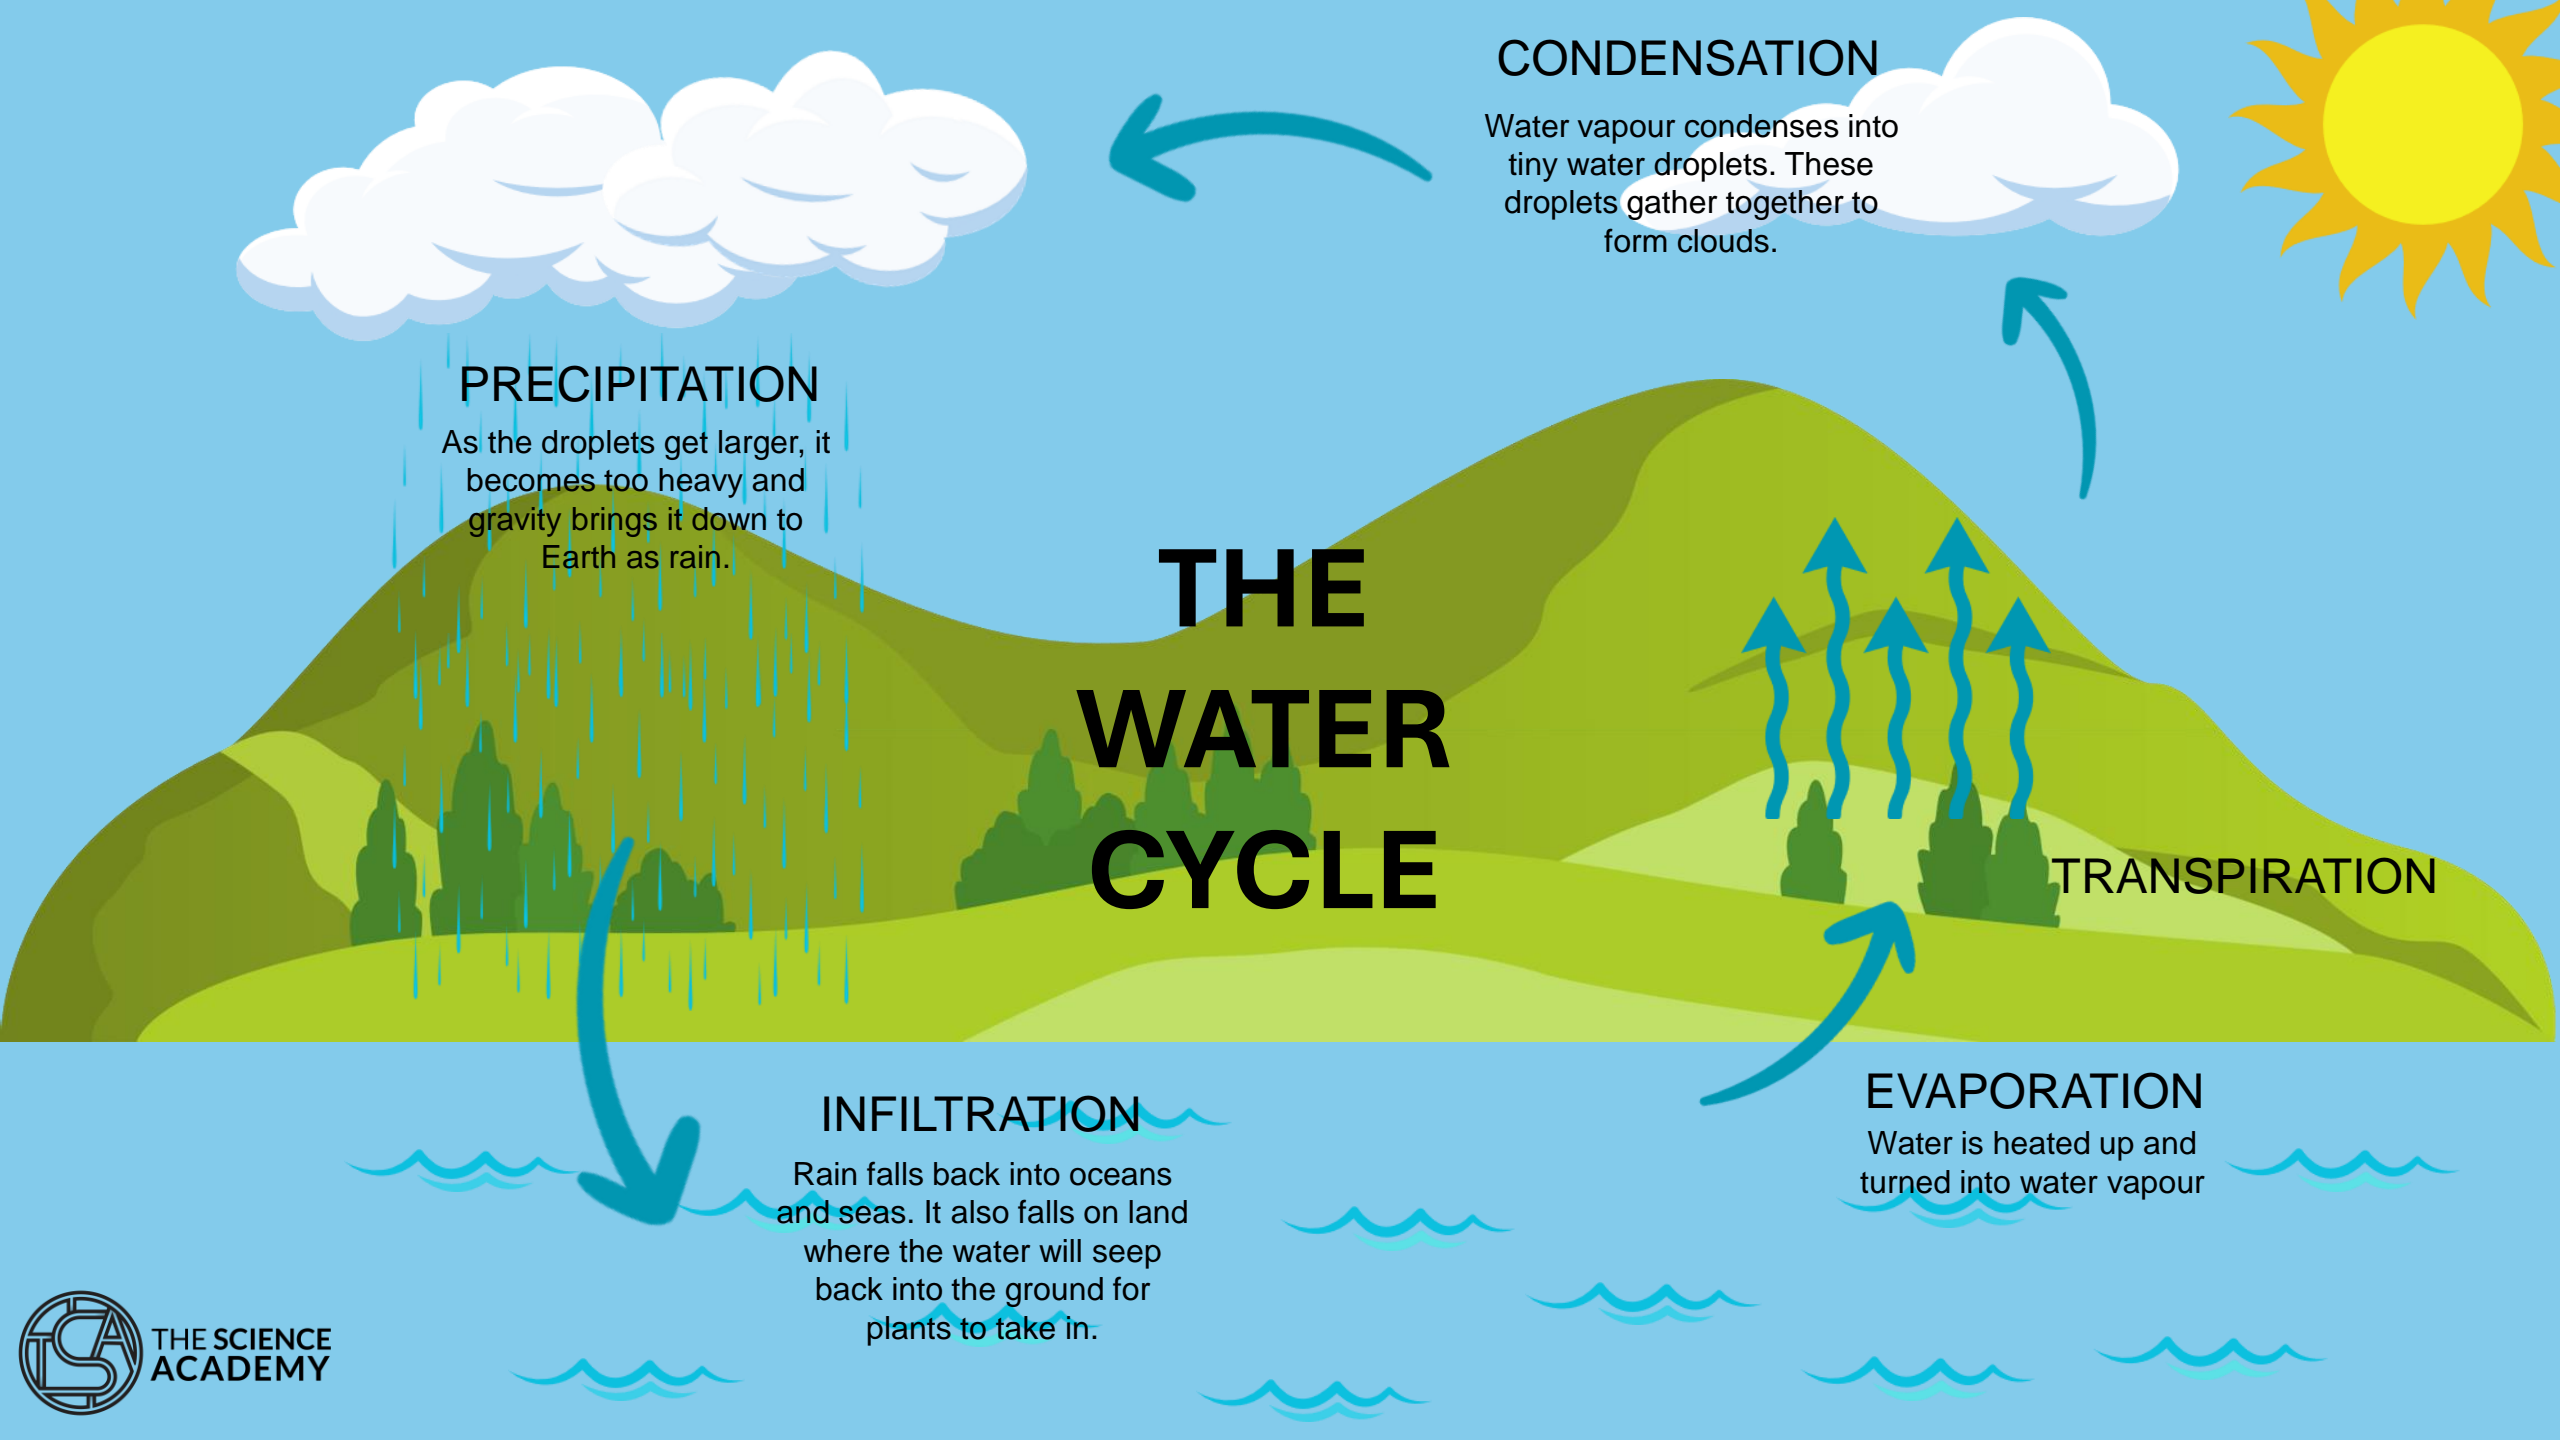 CONDENSATION
Water vapour condenses into
tiny water droplets. These
droplets gather together to
form clouds.
PRECIPITATION
As the droplets get larger, it
becomes too heavy and
gravity brings it down to
Earth as rain.
THE
WATER
CYCLE
TRANSPIRATION
EVAPORATION
Water is heated up and
turned into water vapour
INFILTRATION
Rain falls back into oceans
and seas. It also falls on land
where the water will seep
back into the ground for
plants to take in.
TSCA
THE SCIENCE
ACADEMY